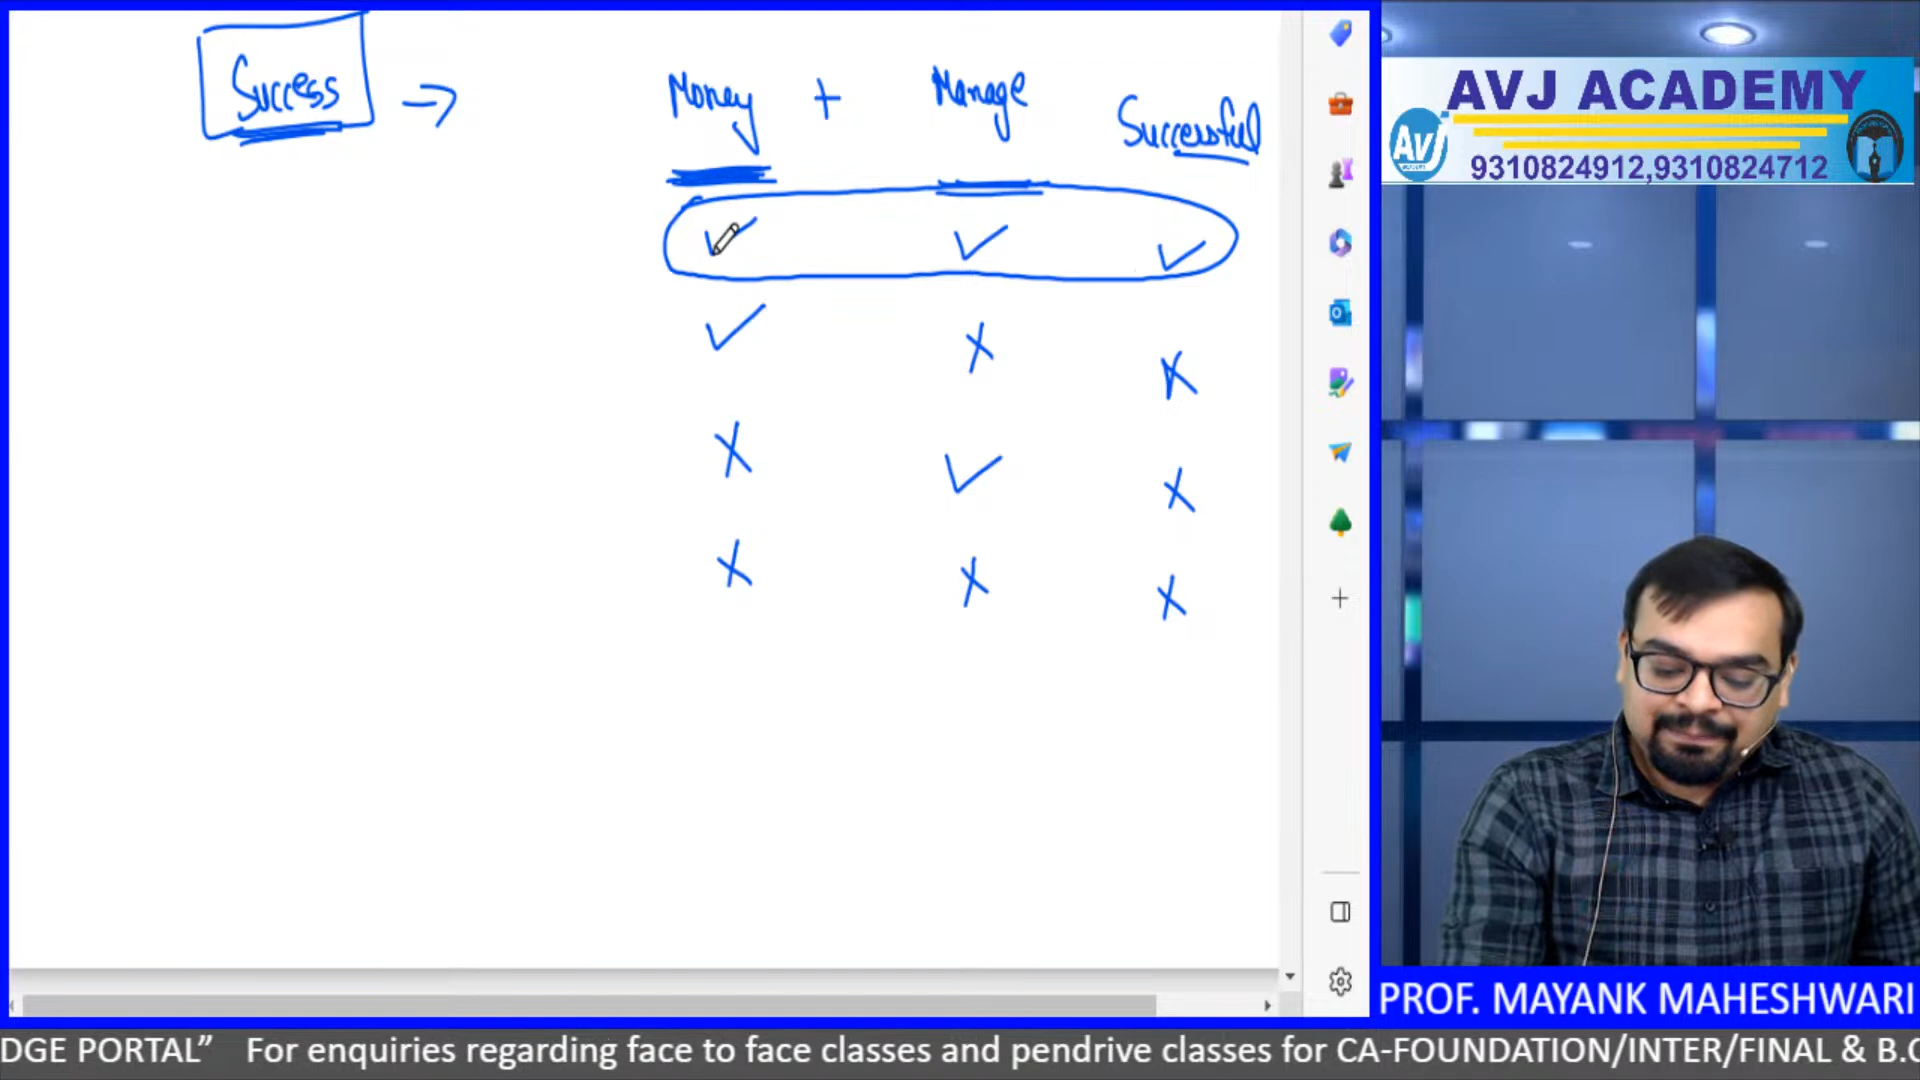 Success → Money + Manage Successful
✓ ✓ ✓
✓ X X
X ✓ X
X X X
AVJ ACADEMY
AVJ
9310824912,9310824712
PROF. MAYANK MAHESHWARI
DGE PORTAL” For enquiries regarding face to face classes and pendrive classes for CA-FOUNDATION/INTER/FINAL & B.C